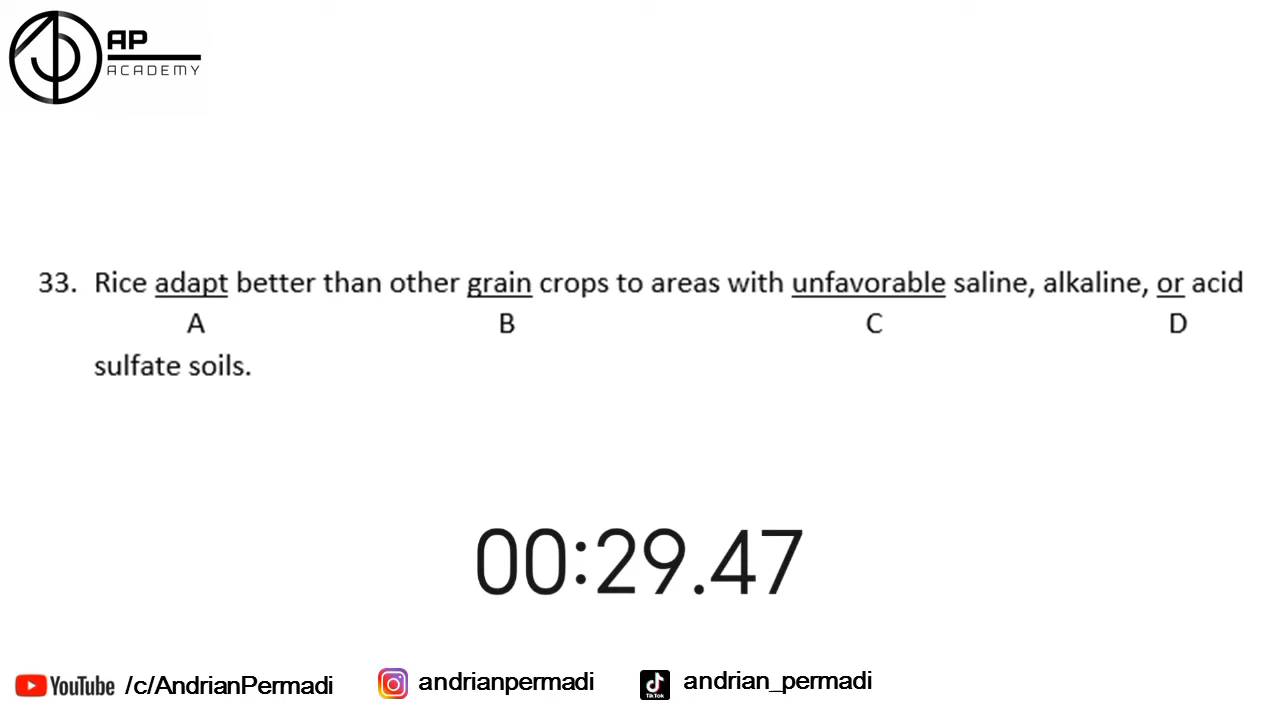 AP
ACADEMY
33. Rice adapt better than other grain crops to areas with unfavorable saline, alkaline, or acid
A B C D
sulfate soils.
00:29.47
YouTube /c/AndrianPermadi andrianpermadi TikTok andrian_permadi